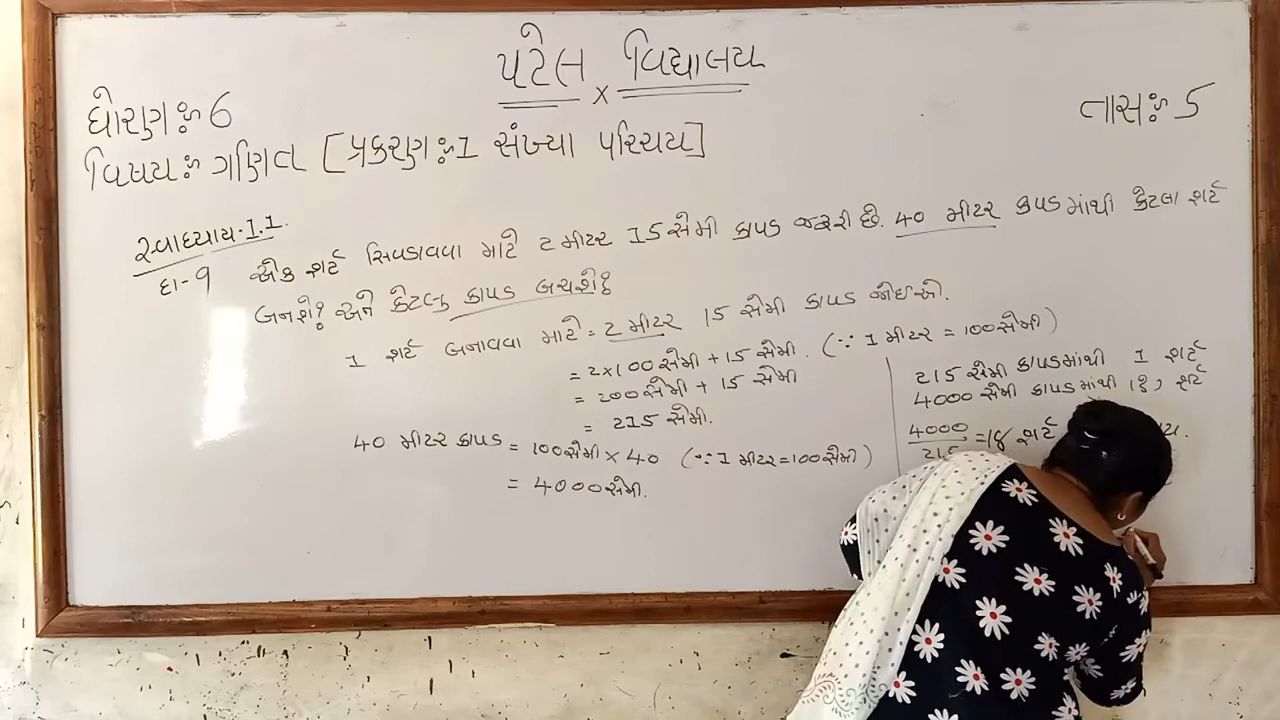 પટેલ વિદ્યાલય
x
ધોરણ:- 6
તાસ:- 5
વિષય:- ગણિત [પ્રકરણ:-1 સંખ્યા પરિચય]
સ્વાધ્યાય-1.1
દા-9 એક શર્ટ સિવડાવવા માટે 2 મીટર 15 સેમી કાપડ જરૂરી છે. 40 મીટર કાપડમાંથી કેટલા શર્ટ
બનશે? અને કેટલુ કાપડ બચશે?
1 શર્ટ બનાવવા માટે = 2 મીટર 15 સેમી કાપડ જોઈએ.
= 2×100 સેમી + 15 સેમી. (∵ 1 મીટર = 100 સેમી)
= 200 સેમી + 15 સેમી
= 215 સેમી.
40 મીટર કાપડ = 100 સેમી × 40 (∵ 1 મીટર = 100 સેમી)
= 4000 સેમી.
215 સેમી કાપડમાંથી 1 શર્ટ
4000 સેમી કાપડમાંથી (?) શર્ટ
4000
215
= 18 શર્ટ